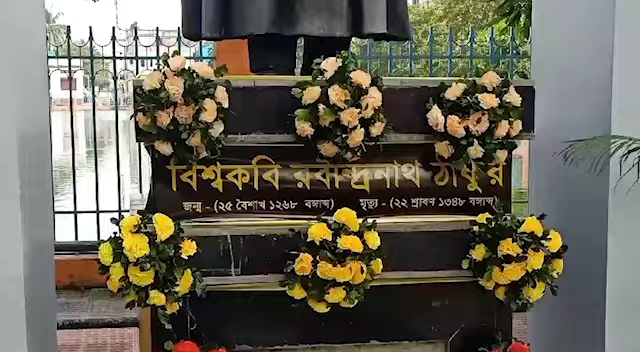 বিশ্বকবি রবীন্দ্রনাথ ঠাকুর
জন্ম - (২৫ বৈশাখ ১২৬৮ বঙ্গাব্দ) মৃত্যু - (২২ শ্রাবণ ১৩৪৮ বঙ্গাব্দ)